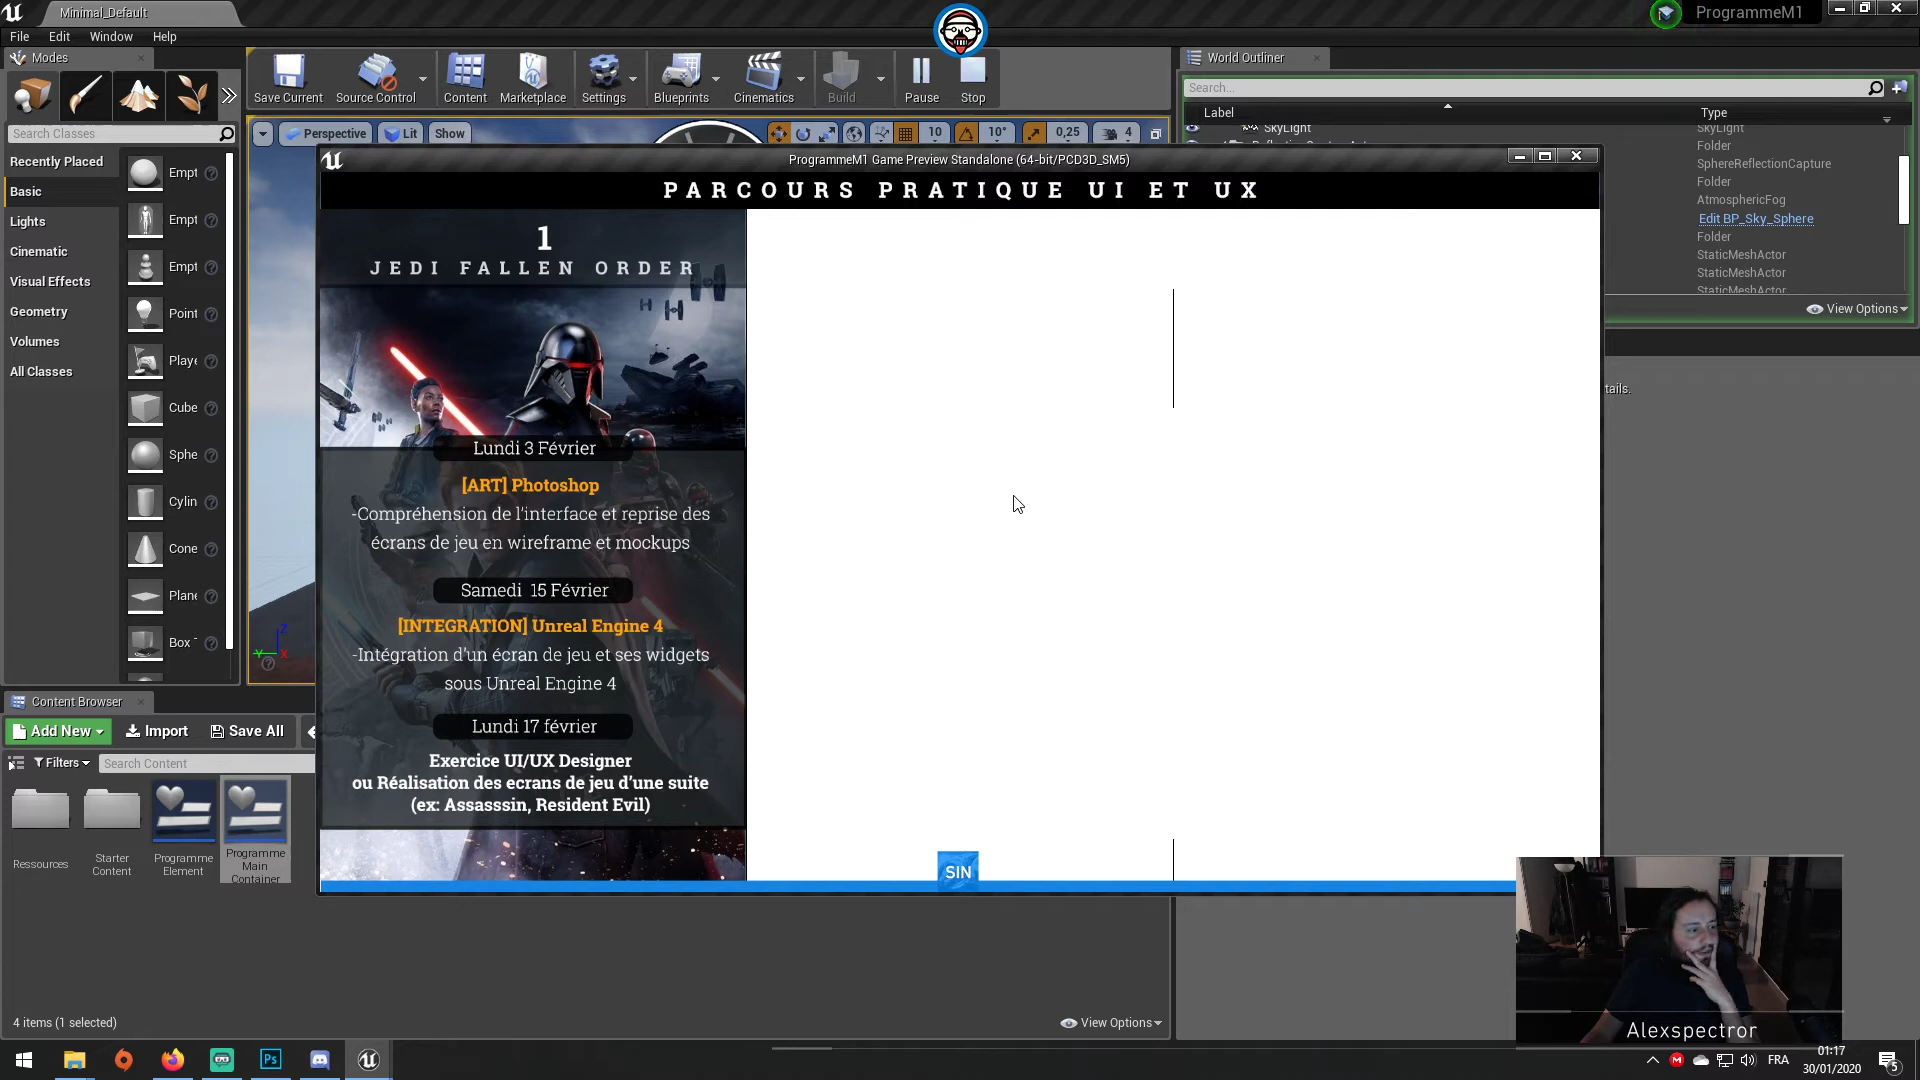 Minimal_Default
ProgrammeM1
File Edit Window Help
Modes
World Outliner
Save Current
Source Control
Content
Marketplace
Settings
Blueprints
Cinematics
Build
Pause
Stop
Search...
Label Type
Search Classes
Perspective Lit Show 10 10° 0,25 4
SkyLight SkyLight
Folder
SphereReflectionCapture
Folder
AtmosphericFog
Edit BP_Sky_Sphere
Folder
StaticMeshActor
StaticMeshActor
StaticMeshActor
View Options
tails.
Recently Placed
Basic
Lights
Cinematic
Visual Effects
Geometry
Volumes
All Classes
Empt
Empt
Empt
Point
Playe
Cube
Sphe
Cylin
Cone
Plane
Box
ProgrammeM1 Game Preview Standalone (64-bit/PCD3D_SM5)
PARCOURS PRATIQUE UI ET UX
1
JEDI FALLEN ORDER
Lundi 3 Février
[ART] Photoshop
-Compréhension de l'interface et reprise des
écrans de jeu en wireframe et mockups
Samedi 15 Février
[INTEGRATION] Unreal Engine 4
-Intégration d'un écran de jeu et ses widgets
sous Unreal Engine 4
Lundi 17 février
Exercice UI/UX Designer
ou Réalisation des ecrans de jeu d'une suite
(ex: Assasssin, Resident Evil)
SIN
Z
Y X
Content Browser
Add New Import Save All
Filters Search Content
Ressources
Starter
Content
Programme
Element
Programme
Main
Container
4 items (1 selected)
View Options
Alexspectror
Ps
FRA
01:17
30/01/2020
5